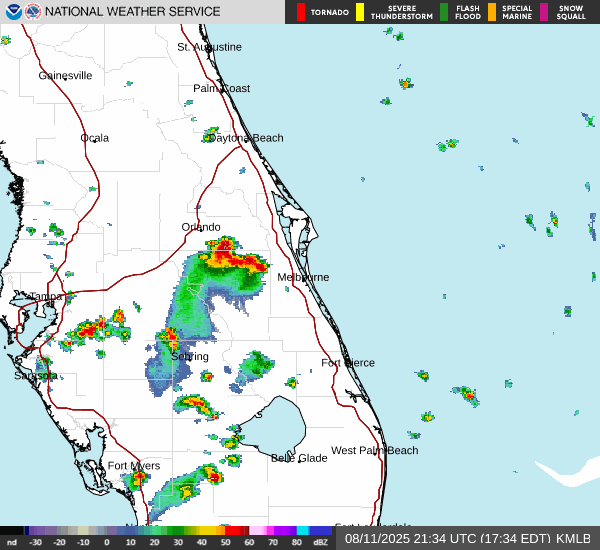 NATIONAL WEATHER SERVICE
TORNADO
SEVERE THUNDERSTORM
FLASH FLOOD
SPECIAL MARINE
SNOW SQUALL
St. Augustine
Gainesville
Palm Coast
Ocala
Daytona Beach
Orlando
Melbourne
Tampa
Sebring
Fort Pierce
Sarasota
West Palm Beach
Belle Glade
Fort Myers
nd -30 -20 -10 0 10 20 30 40 50 60 70 80 dBZ
08/11/2025 21:34 UTC (17:34 EDT) KMLB